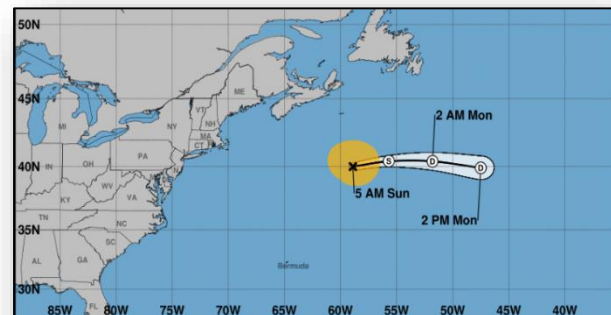 50N
45N
40N
35N
30N
ME
VT
NH
MA
CT
NY
MI
PA
OH
IN
WV
VA
KY
TN
NC
SC
AL
GA
FL
2 AM Mon
S
D
D
5 AM Sun
2 PM Mon
Bermuda
85W 80W 75W 70W 65W 60W 55W 50W 45W 40W